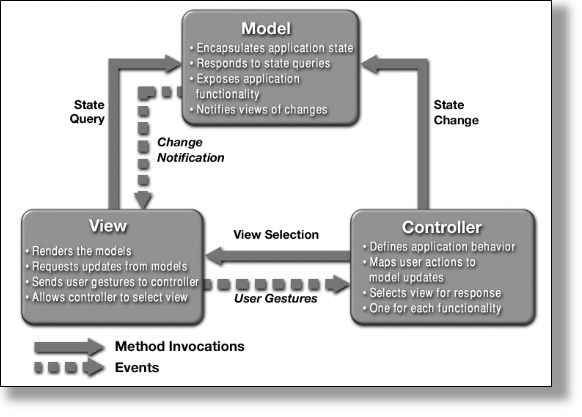 Model
• Encapsulates application state
• Responds to state queries
• Exposes application
functionality
• Notifies views of changes
State
Query
Change
Notification
State
Change
View
• Renders the models
• Requests updates from models
• Sends user gestures to controller
• Allows controller to select view
View Selection
User Gestures
Controller
• Defines application behavior
• Maps user actions to
model updates
• Selects view for response
• One for each functionality
Method Invocations
Events